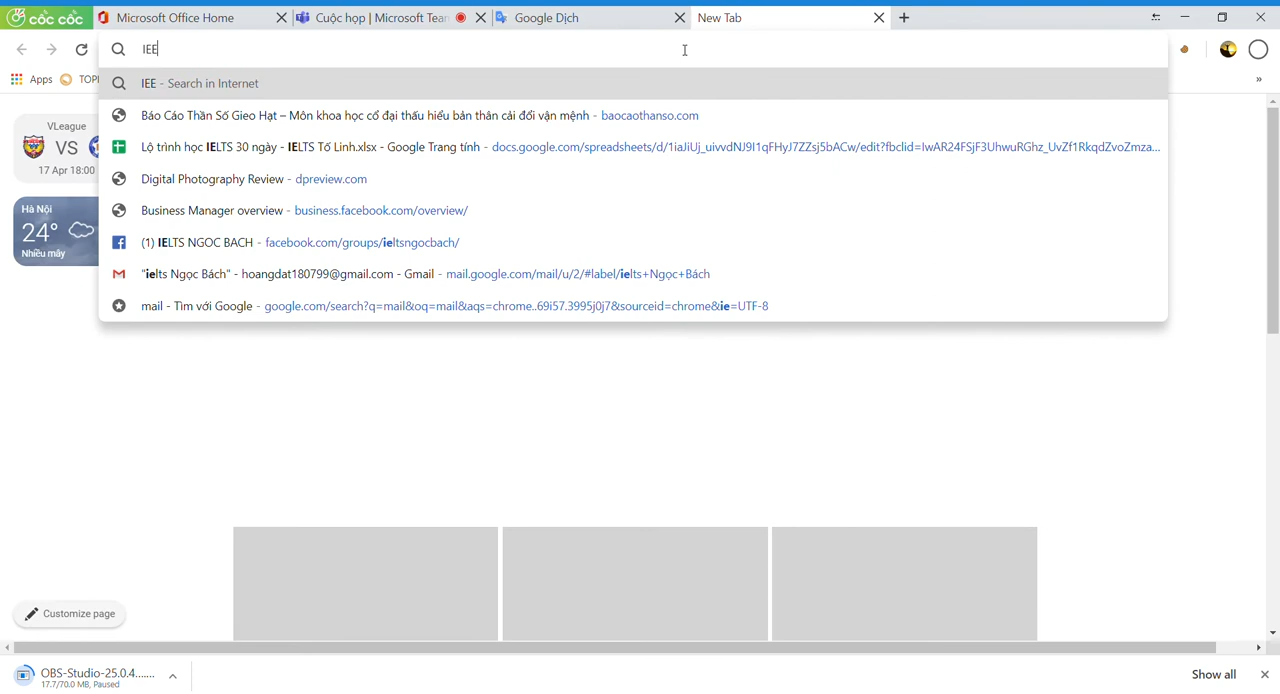 cốc cốc
Microsoft Office Home
Cuộc họp | Microsoft Tear
Google Dịch
New Tab
IEE
Apps
IEE - Search in Internet
Báo Cáo Thần Số Gieo Hạt – Môn khoa học cổ đại thấu hiểu bản thân cải đổi vận mệnh - baocaothanso.com
Lộ trình học IELTS 30 ngày - IELTS Tố Linh.xlsx - Google Trang tính - docs.google.com/spreadsheets/d/1iaJiUj_uivvdNJ9I1qFHyJ7ZZsj5bACw/edit?fbclid=IwAR24FSjF3UhwuRGhz_UvZf1RkqdZvoZmza...
Digital Photography Review - dpreview.com
Business Manager overview - business.facebook.com/overview/
(1) IELTS NGOC BACH - facebook.com/groups/ieltsngocbach/
"ielts Ngọc Bách" - hoangdat180799@gmail.com - Gmail - mail.google.com/mail/u/2/#label/ielts+Ngọc+Bách
mail - Tìm với Google - google.com/search?q=mail&oq=mail&aqs=chrome..69i57.3995j0j7&sourceid=chrome&ie=UTF-8
VLeague
VS
17 Apr 18:00
Hà Nội
24°
Nhiều mây
Customize page
OBS-Studio-25.0.4......
17.7/70.0 MB, Paused
Show all